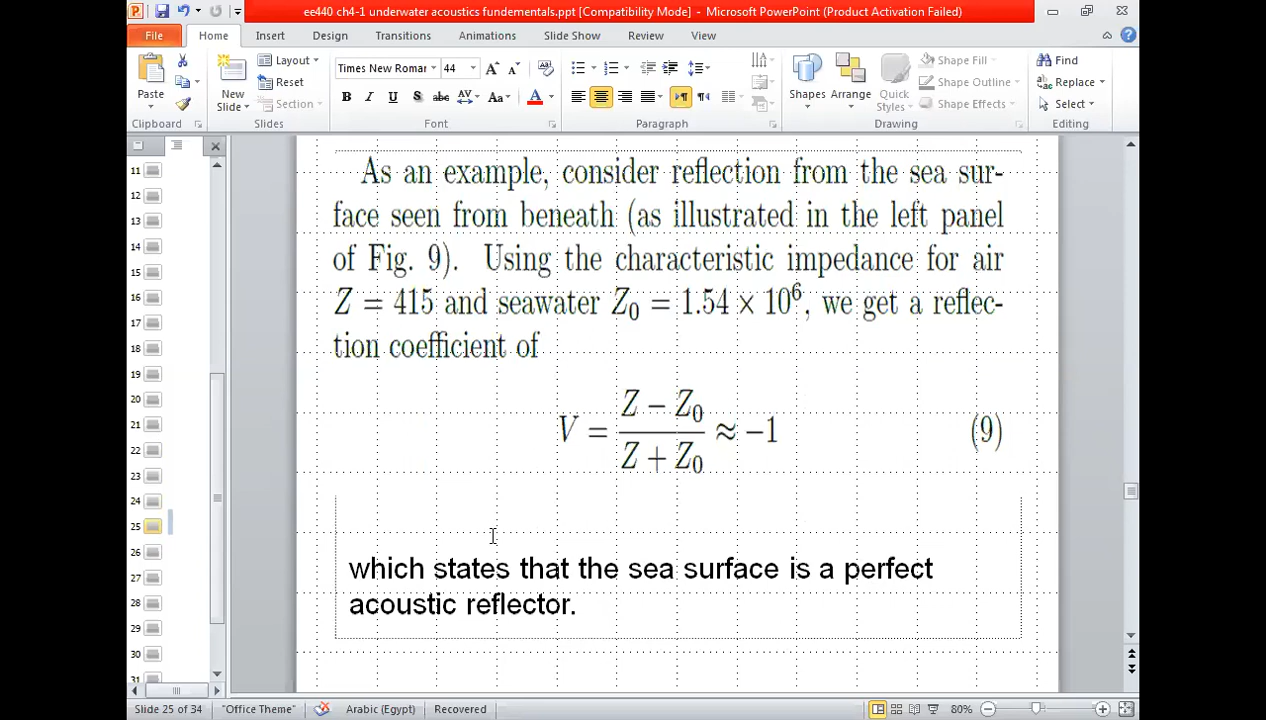 ee440 ch4-1 underwater acoustics fundementals.ppt [Compatibility Mode] - Microsoft PowerPoint (Product Activation Failed)
File Home Insert Design Transitions Animations Slide Show Review View
Paste
Clipboard
New
Slide
Layout
Reset
Section
Slides
Times New Romar 44
Font
Paragraph
Shapes Arrange Quick
Styles
Shape Fill
Shape Outline
Shape Effects
Drawing
Find
Replace
Select
Editing
11
12
13
14
15
16
17
18
19
20
21
22
23
24
25
26
27
28
29
30
31
As an example, consider reflection from the sea sur-
face seen from beneath (as illustrated in the left panel
of Fig. 9). Using the characteristic impedance for air
Z = 415 and seawater Z₀ = 1.54 × 10⁶, we get a reflec-
tion coefficient of
V = (Z − Z₀)/(Z + Z₀) ≈ −1 (9)
which states that the sea surface is a perfect
acoustic reflector.
Slide 25 of 34 "Office Theme" Arabic (Egypt) Recovered 80%